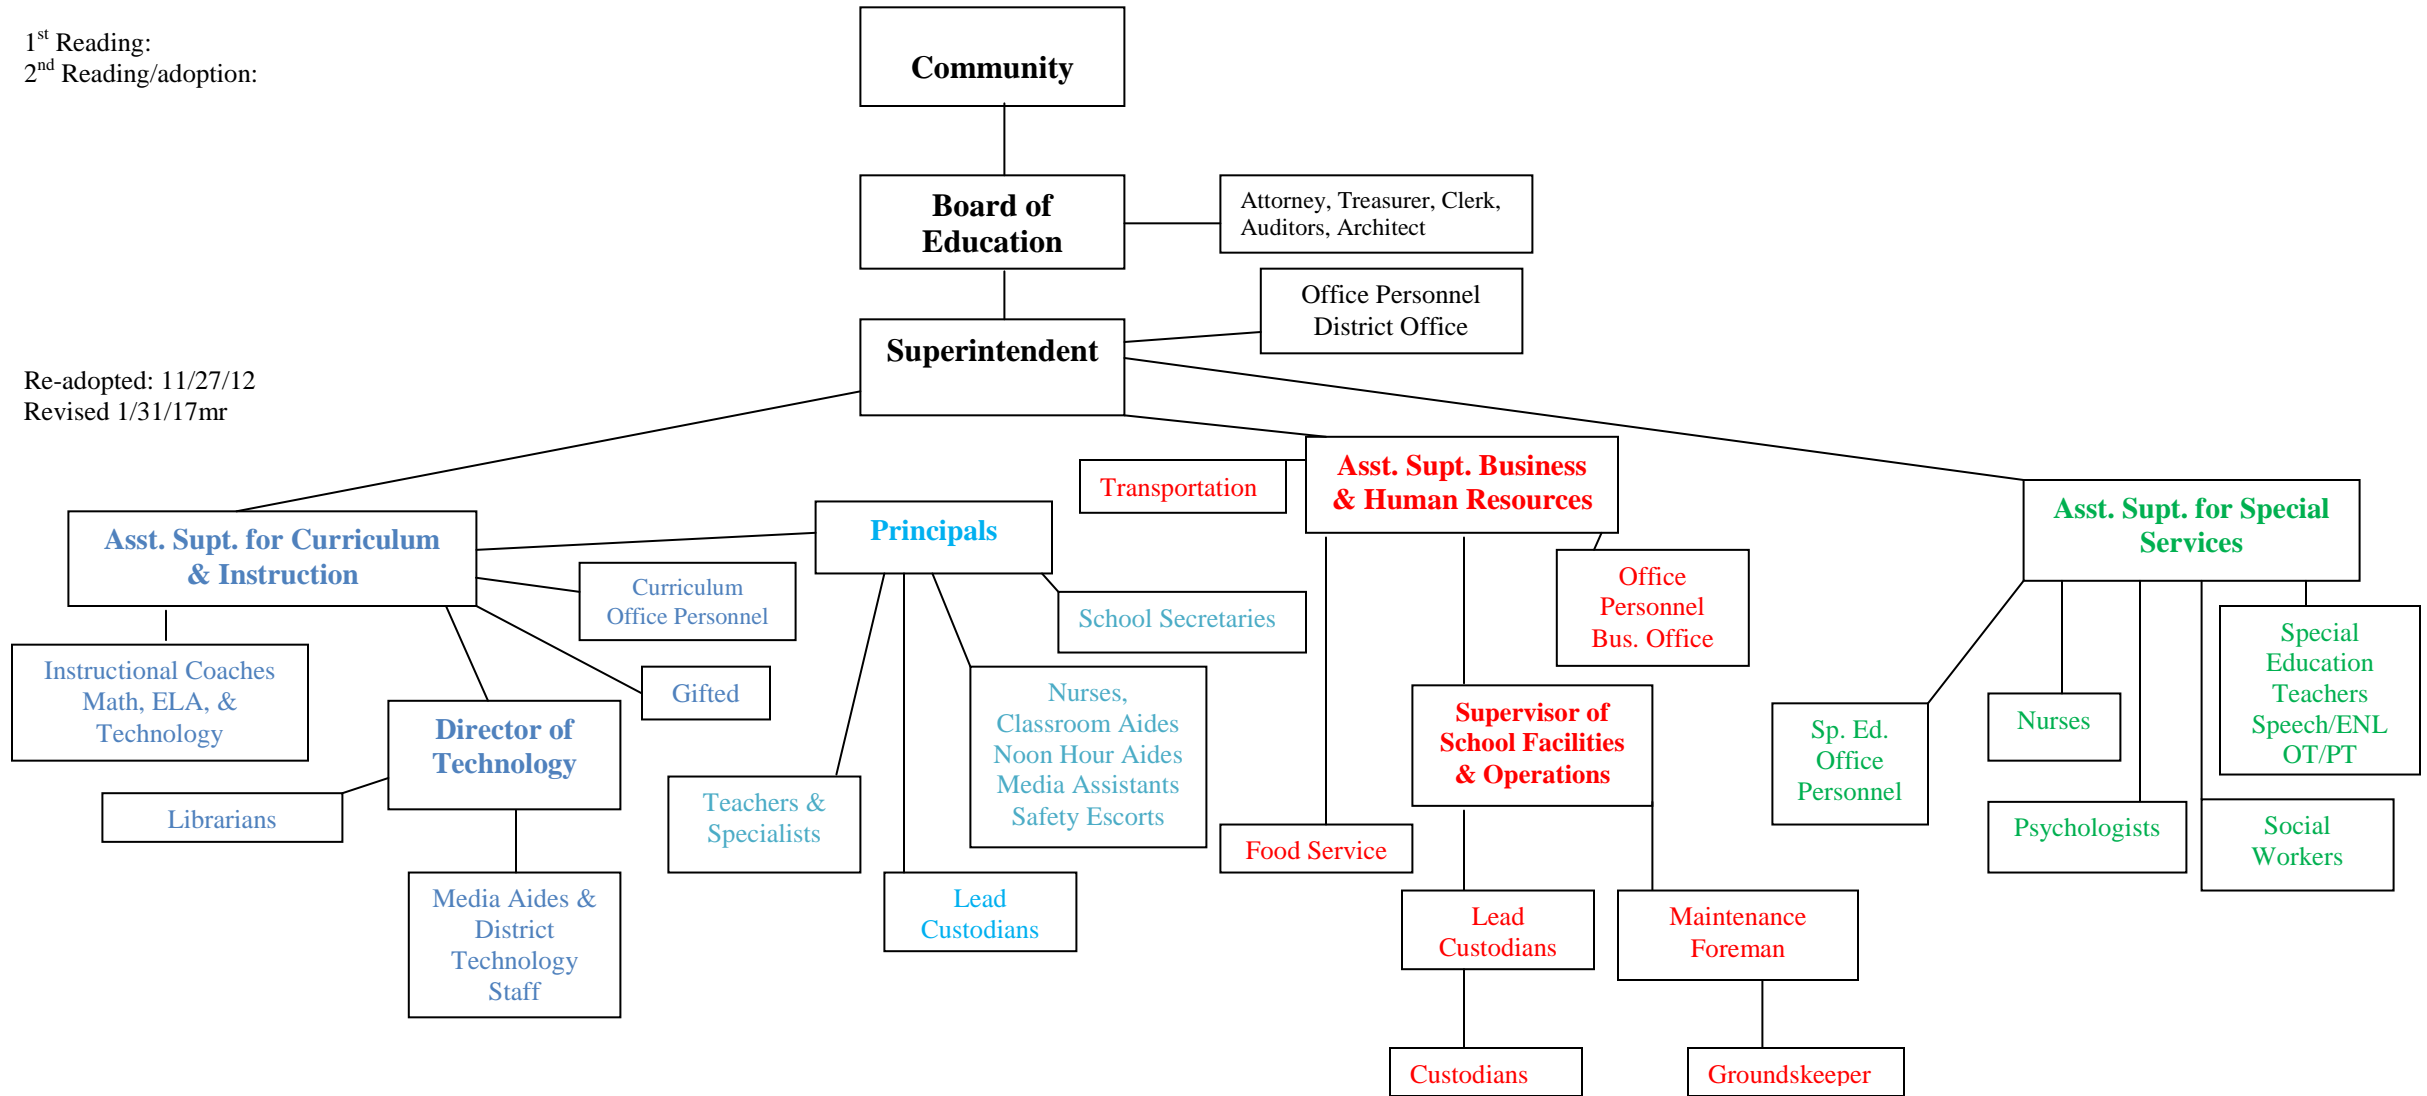 1st Reading:
2nd Reading/adoption:
Community
Board of
Education
Attorney, Treasurer, Clerk,
Auditors, Architect
Office Personnel
District Office
Superintendent
Re-adopted: 11/27/12
Revised 1/31/17mr
Asst. Supt. for Curriculum
& Instruction
Principals
Transportation
Asst. Supt. Business
& Human Resources
Asst. Supt. for Special
Services
Curriculum
Office Personnel
School Secretaries
Office
Personnel
Bus. Office
Instructional Coaches
Math, ELA, &
Technology
Gifted
Director of
Technology
Librarians
Media Aides &
District
Technology
Staff
Teachers &
Specialists
Nurses,
Classroom Aides
Noon Hour Aides
Media Assistants
Safety Escorts
Lead
Custodians
Food Service
Supervisor of
School Facilities
& Operations
Lead
Custodians
Maintenance
Foreman
Custodians
Groundskeeper
Sp. Ed.
Office
Personnel
Nurses
Psychologists
Special
Education
Teachers
Speech/ENL
OT/PT
Social
Workers